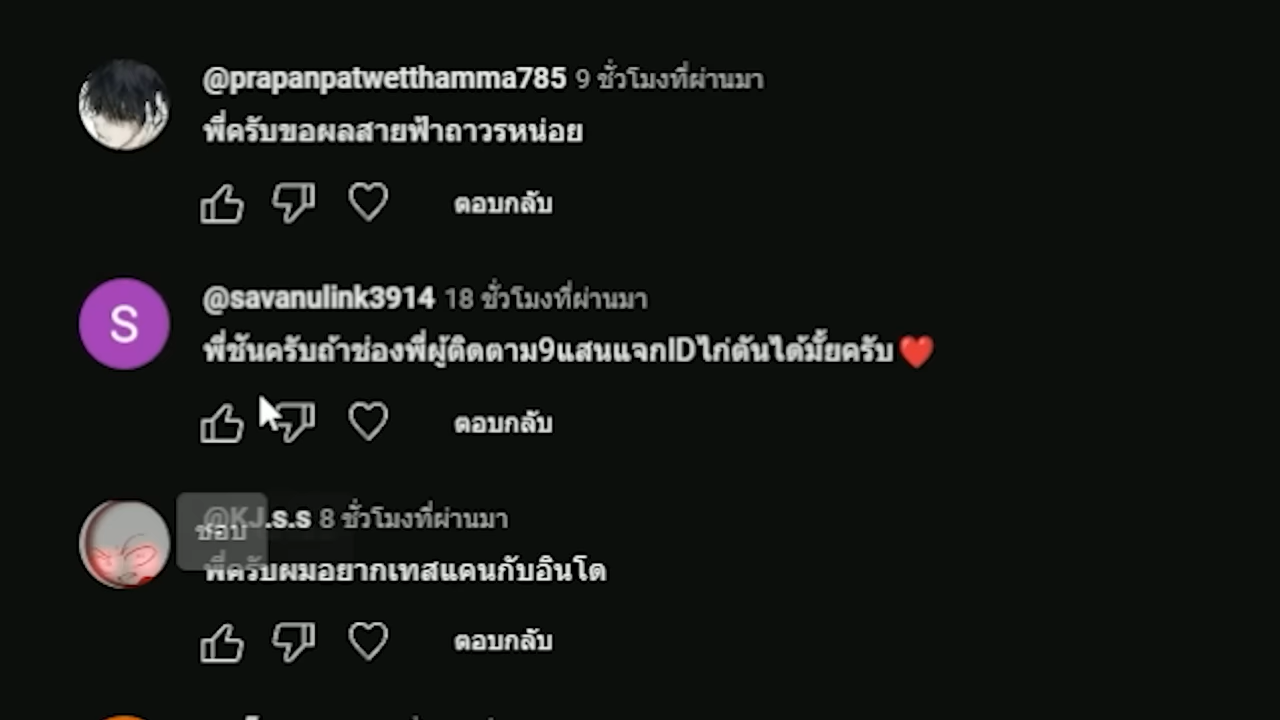 @prapanpatwetthamma785 9 ชั่วโมงที่ผ่านมา
พี่ครับขอผลสายฟ้าถาวรหน่อย
ตอบกลับ
@savanulink3914 18 ชั่วโมงที่ผ่านมา
พี่ซันครับถ้าช่องพี่ผู้ติดตาม9แสนแจกIDไก่ตันได้มั้ยครับ❤️
ตอบกลับ
@KJ.s.s 8 ชั่วโมงที่ผ่านมา
ชอบ
พี่ครับผมอยากเทสแคนกับอินโด
ตอบกลับ